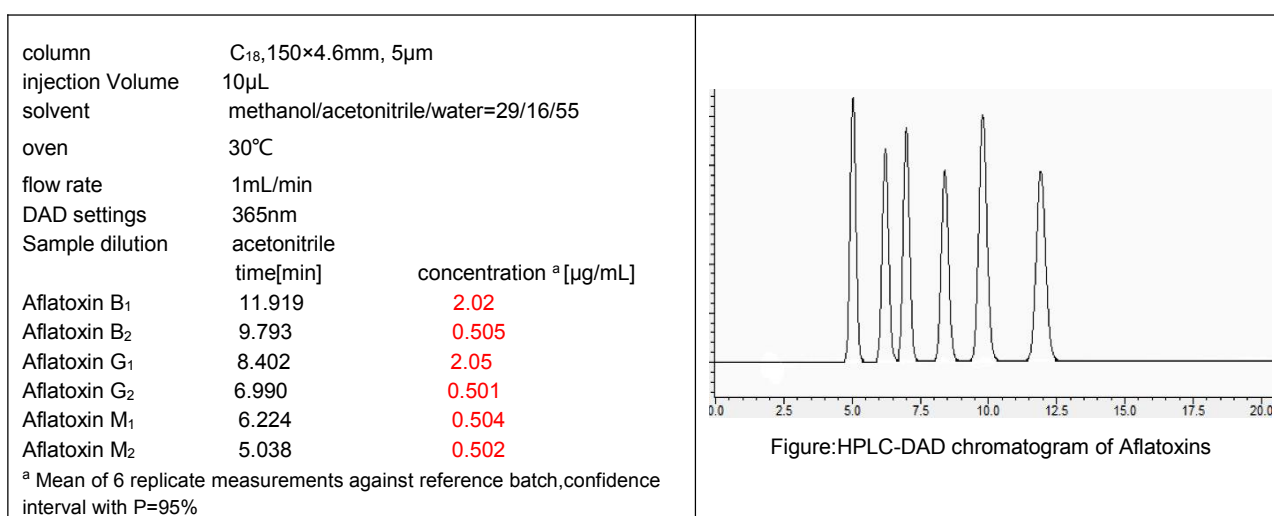 column C₁₈,150×4.6mm, 5μm
injection Volume 10μL
solvent methanol/acetonitrile/water=29/16/55
oven 30℃
flow rate 1mL/min
DAD settings 365nm
Sample dilution acetonitrile
time[min] concentration ᵃ [μg/mL]
Aflatoxin B₁ 11.919 2.02
Aflatoxin B₂ 9.793 0.505
Aflatoxin G₁ 8.402 2.05
Aflatoxin G₂ 6.990 0.501
Aflatoxin M₁ 6.224 0.504
Aflatoxin M₂ 5.038 0.502
ᵃ Mean of 6 replicate measurements against reference batch,confidence
interval with P=95%
0.0 2.5 5.0 7.5 10.0 12.5 15.0 17.5 20.0
Figure:HPLC-DAD chromatogram of Aflatoxins